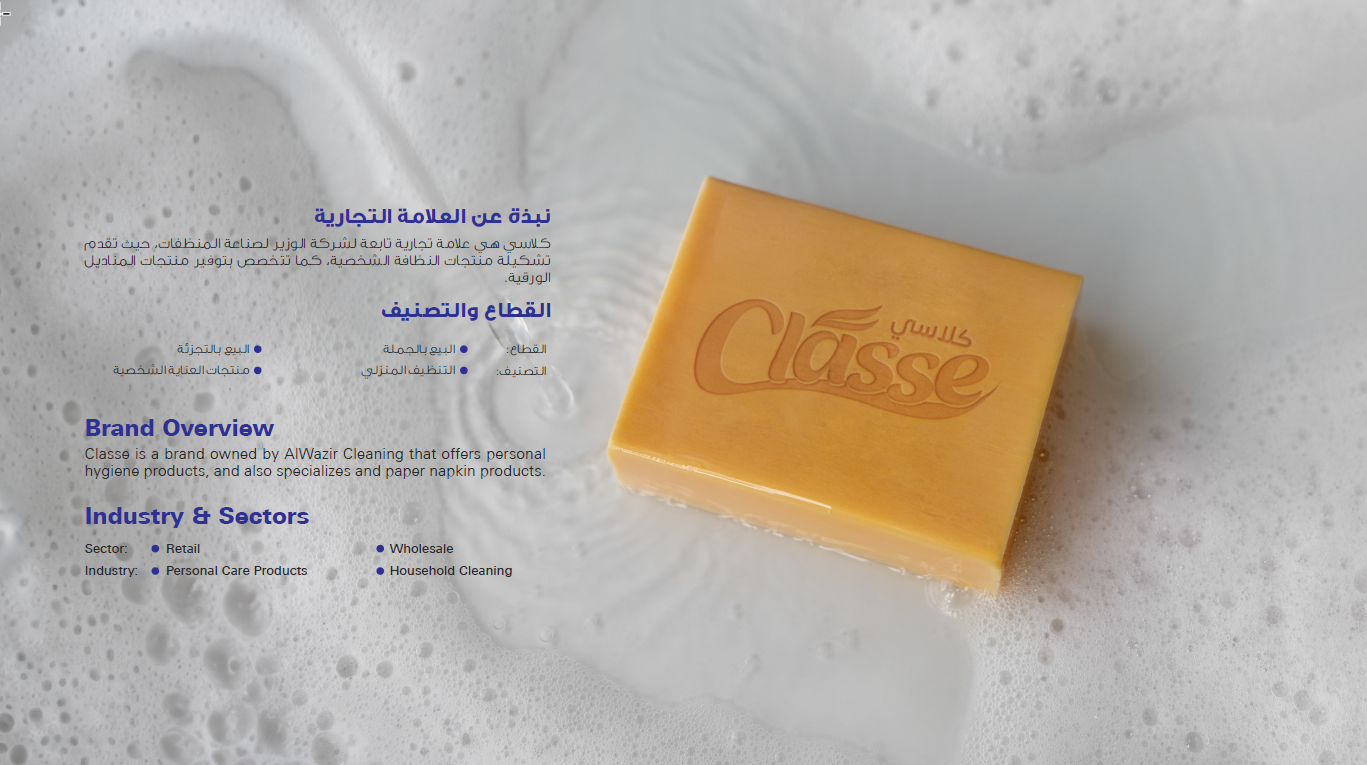 نبذة عن العلامة التجارية
كلاسي هي علامة تجارية تابعة لشركة الوزير لصناعة المنظفات، حيث تقدم
تشكيلة منتجات النظافة الشخصية، كما تتخصص بتوفير منتجات المناديل
الورقية.
القطاع والتصنيف
القطاع: ● البيع بالجملة ● البيع بالتجزئة
التصنيف: ● التنظيف المنزلي ● منتجات العناية الشخصية
Brand Overview
Classe is a brand owned by AlWazir Cleaning that offers personal
hygiene products, and also specializes and paper napkin products.
Industry & Sectors
Sector: ● Retail ● Wholesale
Industry: ● Personal Care Products ● Household Cleaning
كلاسي
Classe